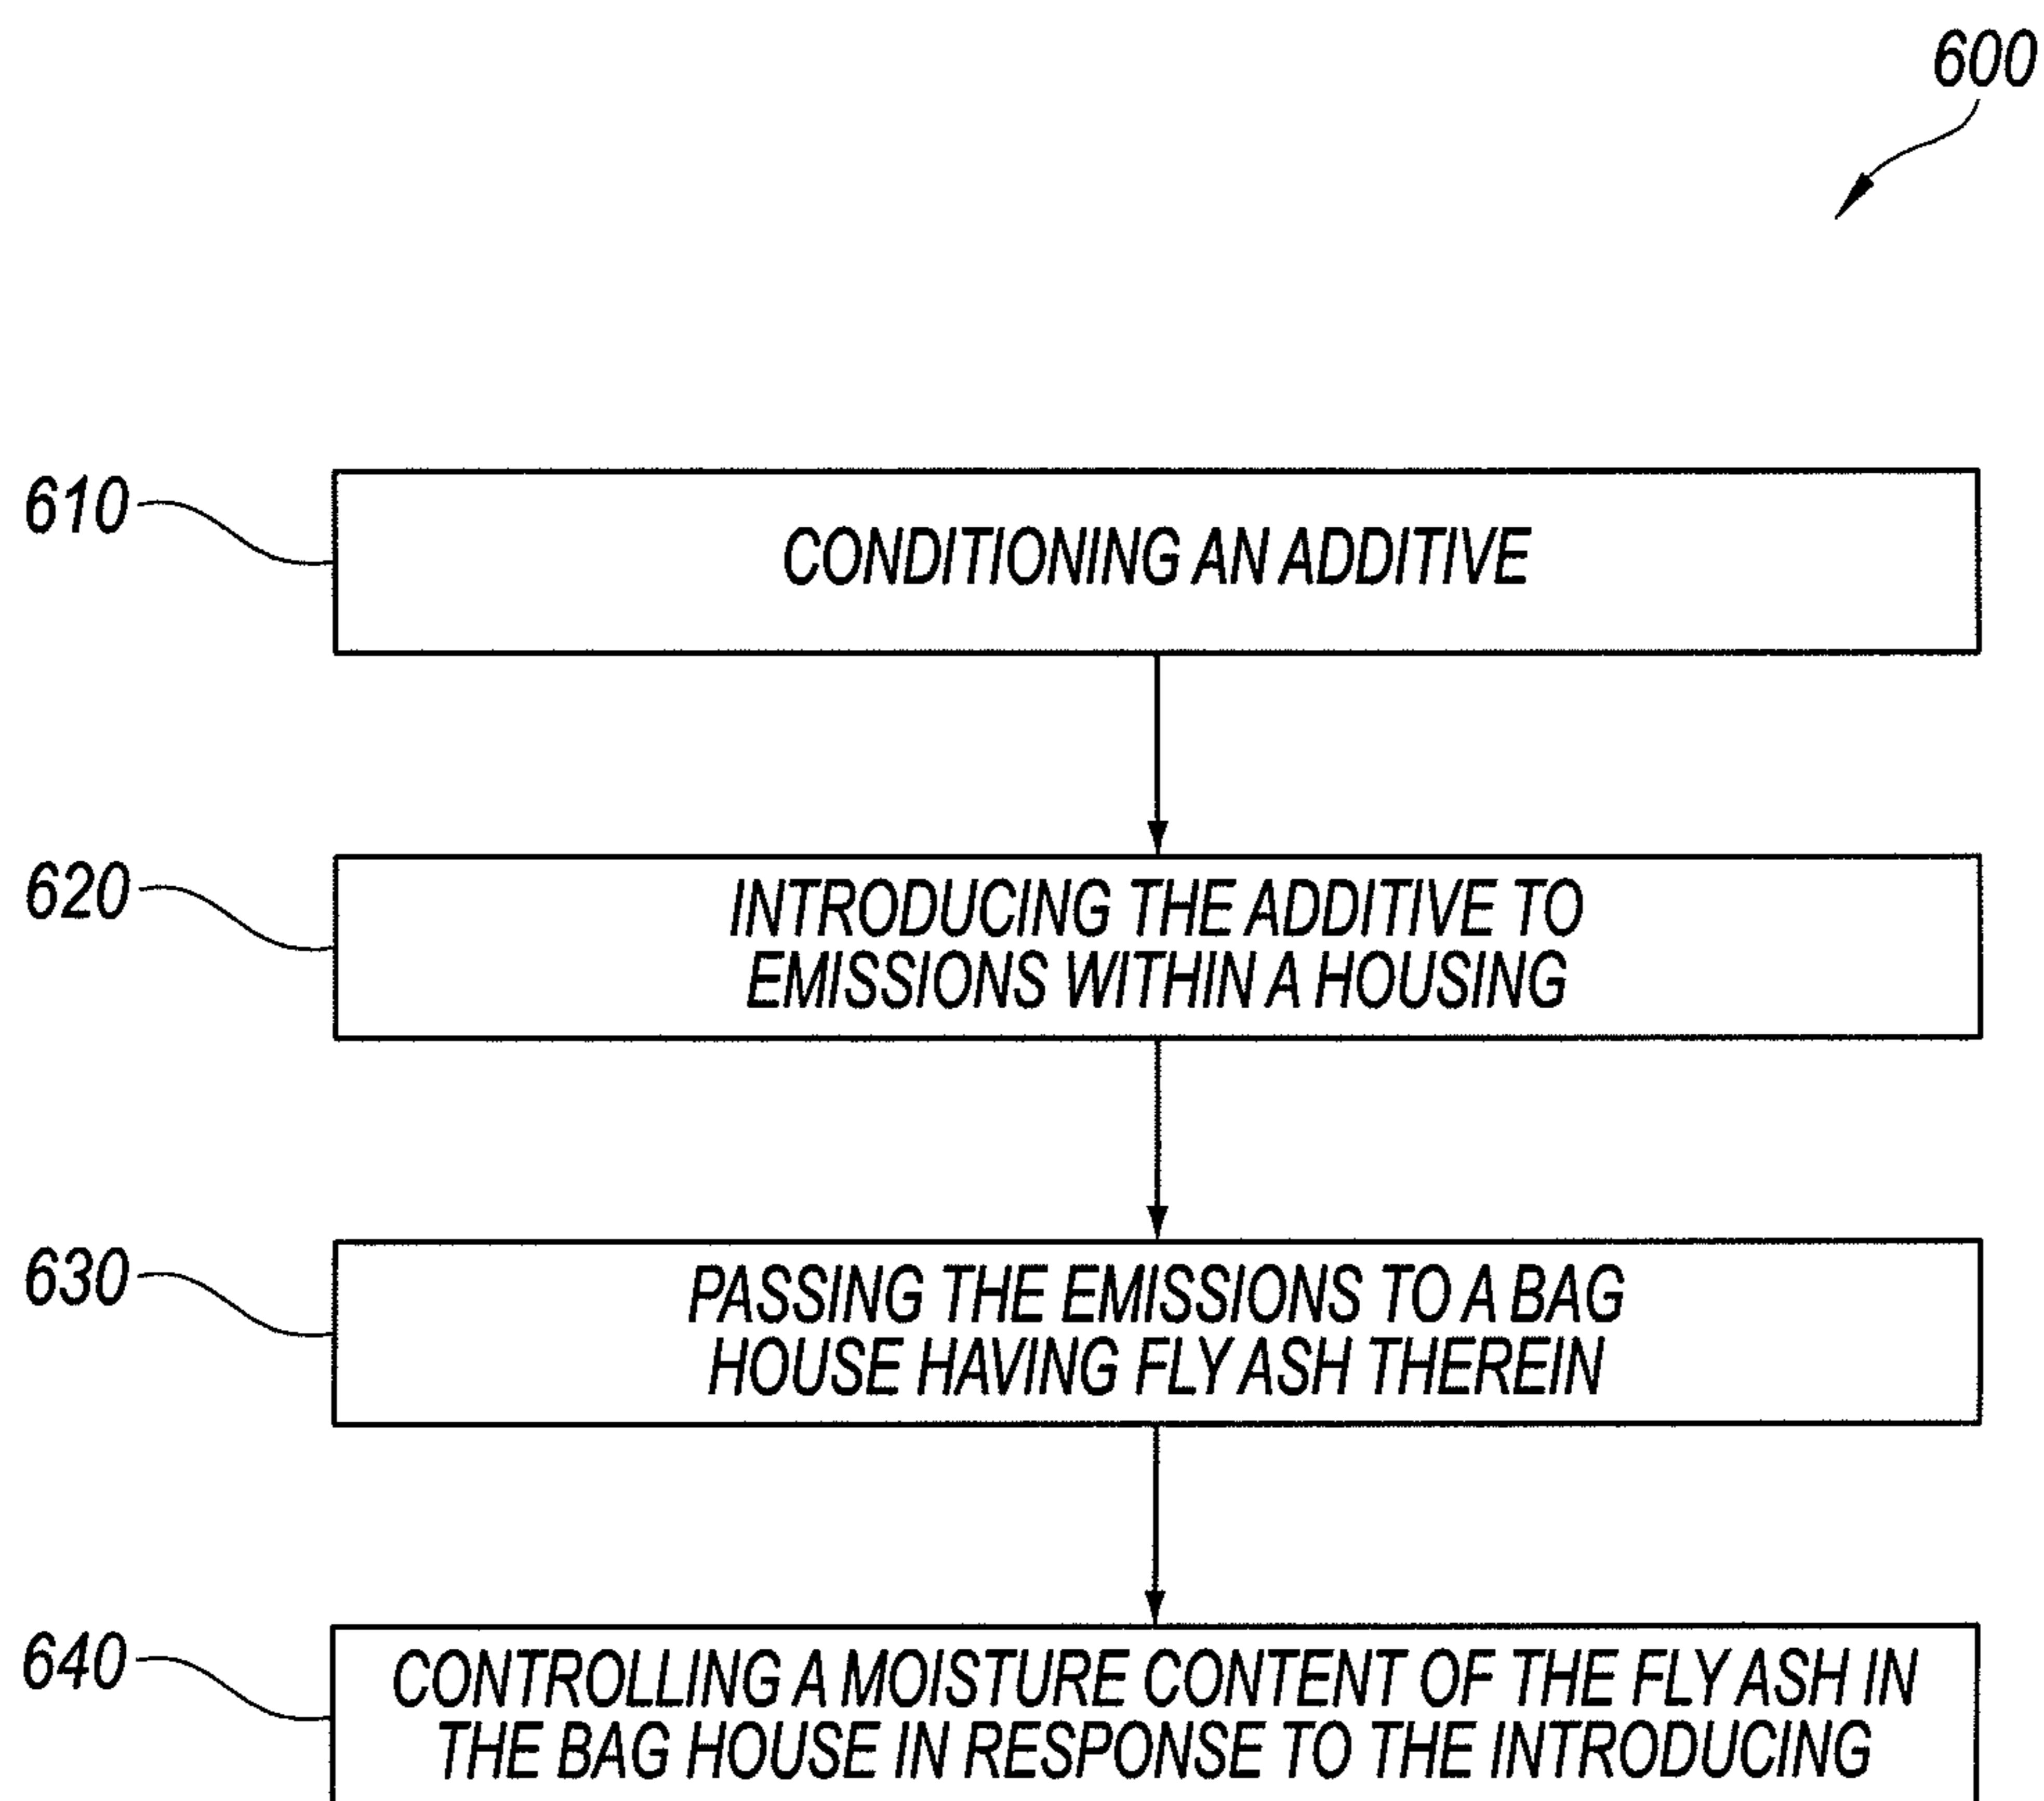 600
610
CONDITIONING AN ADDITIVE
620
INTRODUCING THE ADDITIVE TO
EMISSIONS WITHIN A HOUSING
630
PASSING THE EMISSIONS TO A BAG
HOUSE HAVING FLY ASH THEREIN
640
CONTROLLING A MOISTURE CONTENT OF THE FLY ASH IN
THE BAG HOUSE IN RESPONSE TO THE INTRODUCING